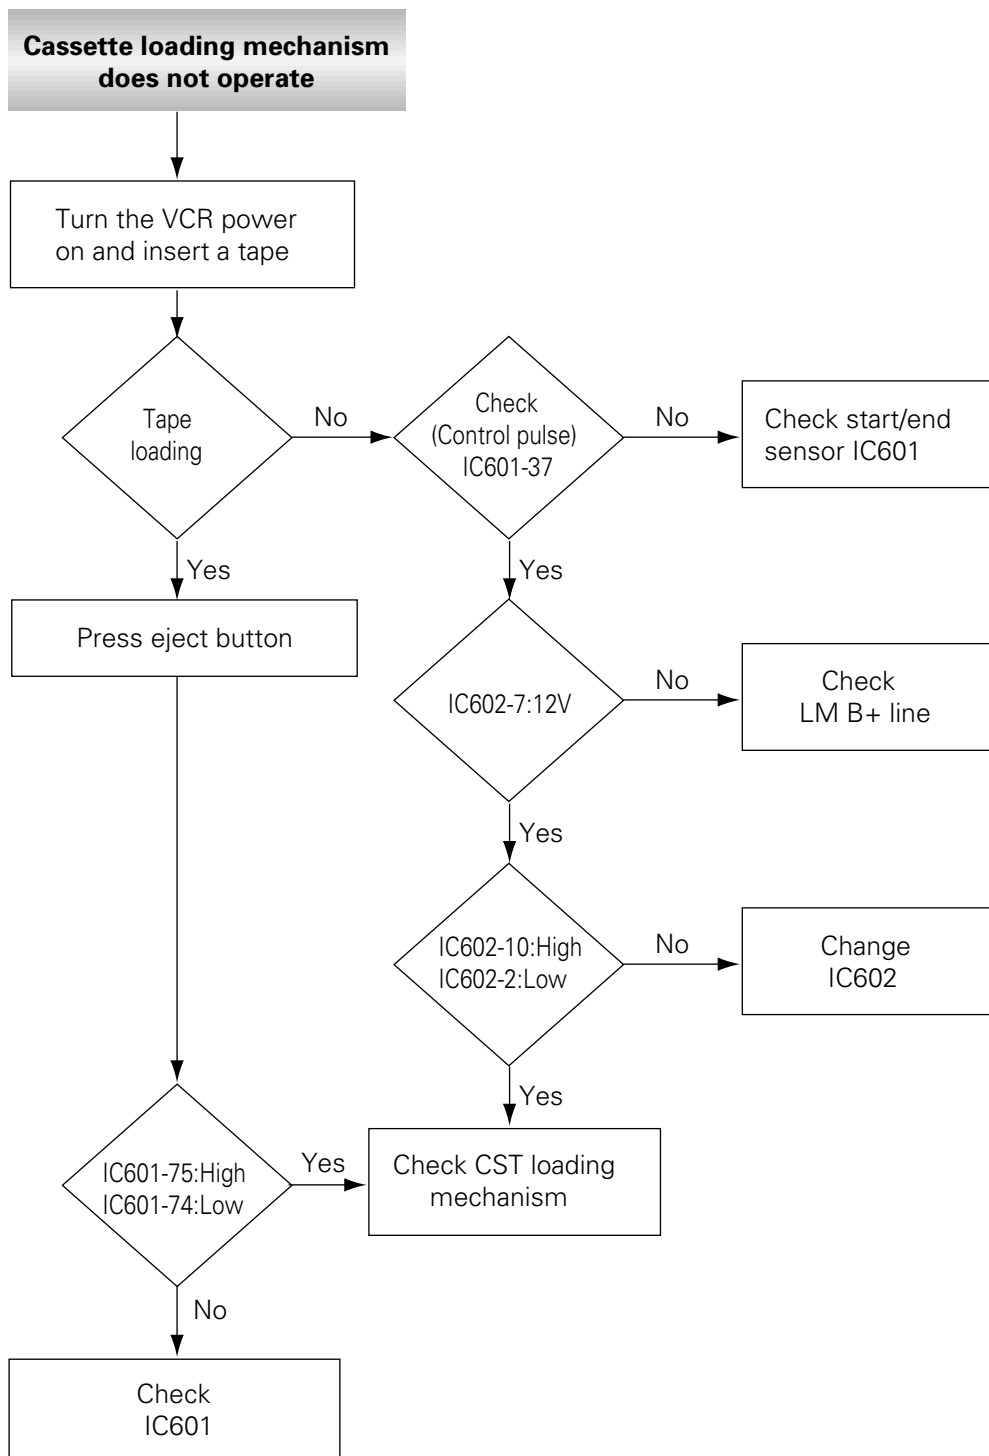 Cassette loading mechanism
does not operate
Turn the VCR power
on and insert a tape
Tape
loading
No
Check
(Control pulse)
IC601-37
No
Check start/end
sensor IC601
Yes
Yes
Press eject button
IC602-7:12V
No
Check
LM B+ line
Yes
IC602-10:High
IC602-2:Low
No
Change
IC602
Yes
IC601-75:High
IC601-74:Low
Yes
Check CST loading
mechanism
No
Check
IC601